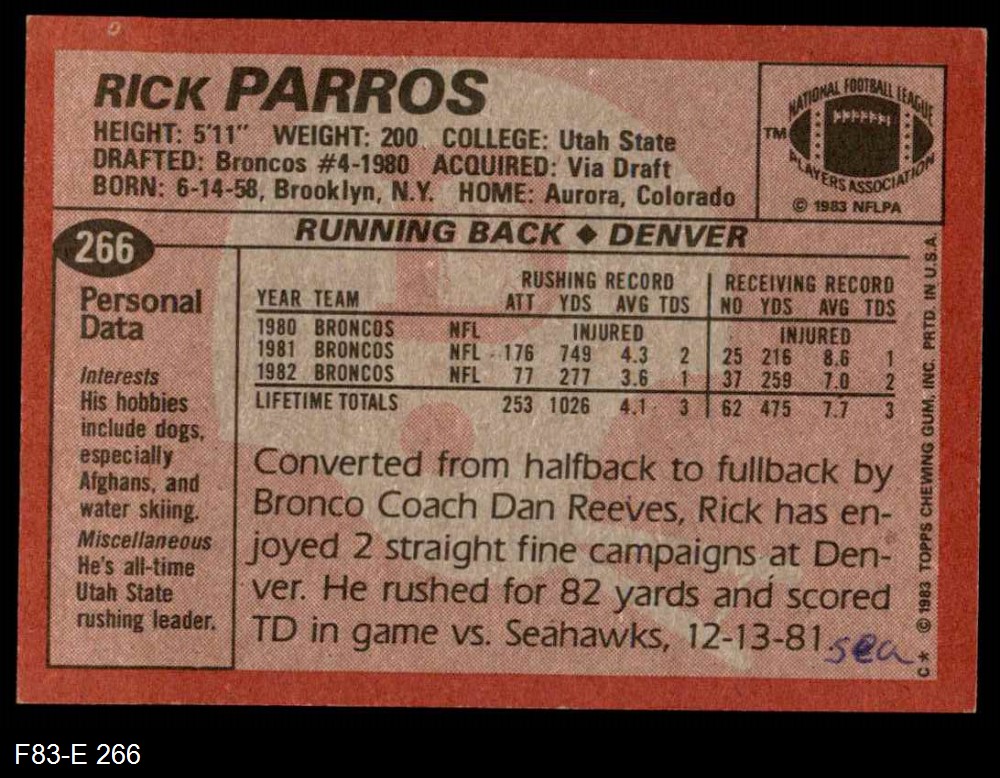 RICK PARROS
HEIGHT: 5'11" WEIGHT: 200 COLLEGE: Utah State
DRAFTED: Broncos #4-1980 ACQUIRED: Via Draft
BORN: 6-14-58, Brooklyn, N.Y. HOME: Aurora, Colorado
NATIONAL FOOTBALL LEAGUE
TM
PLAYERS ASSOCIATION
© 1983 NFLPA
266
RUNNING BACK ◆ DENVER
Personal
Data
Interests
His hobbies
include dogs,
especially
Afghans, and
water skiing.
Miscellaneous
He's all-time
Utah State
rushing leader.
RUSHING RECORD RECEIVING RECORD
YEAR TEAM ATT YDS AVG TDS NO YDS AVG TDS
1980 BRONCOS NFL INJURED INJURED
1981 BRONCOS NFL 176 749 4.3 2 25 216 8.6 1
1982 BRONCOS NFL 77 277 3.6 1 37 259 7.0 2
LIFETIME TOTALS 253 1026 4.1 3 62 475 7.7 3
Converted from halfback to fullback by
Bronco Coach Dan Reeves, Rick has en-
joyed 2 straight fine campaigns at Den-
ver. He rushed for 82 yards and scored
TD in game vs. Seahawks, 12-13-81.
sea
C* © 1983 TOPPS CHEWING GUM, INC. PRTD. IN U.S.A.
F83-E 266